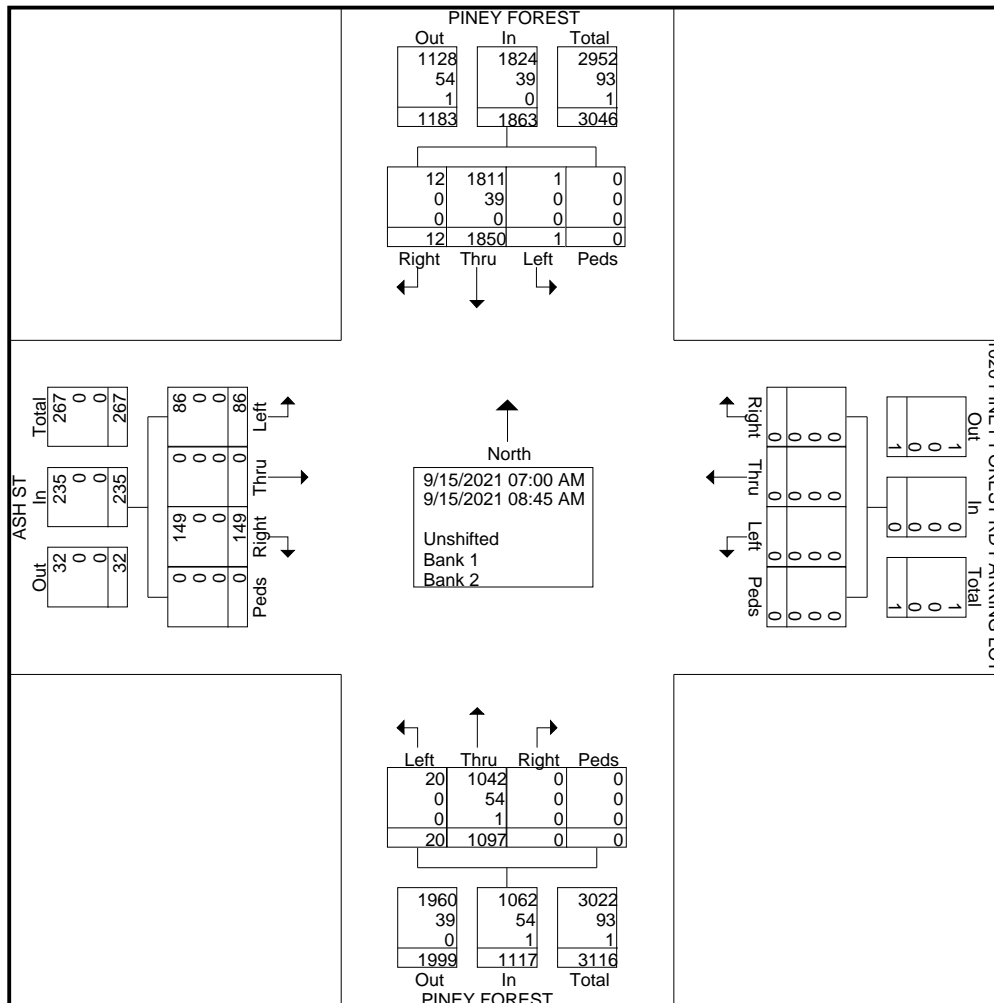 PINEY FOREST
Out In Total
1128 1824 2952
54 39 93
1 0 1
1183 1863 3046
12 1811 1 0
0 39 0 0
0 0 0 0
12 1850 1 0
Right Thru Left Peds
ASH ST
Total In Out
267 235 32
0 0 0
0 0 0
267 235 32
86 0 149 0
0 0 0 0
0 0 0 0
86 0 149 0
Left Thru Right Peds
North
9/15/2021 07:00 AM
9/15/2021 08:45 AM
Unshifted
Bank 1
Bank 2
Right Thru Left Peds
0 0 0 0
0 0 0 0
0 0 0 0
0 0 0 0
Out In Total
1 0 1
0 0 0
0 0 0
1 0 1
PINEY FOREST RD PARKING LOT
Left Thru Right Peds
20 1042 0 0
0 54 0 0
0 1 0 0
20 1097 0 0
1960 1062 3022
39 54 93
0 1 1
1999 1117 3116
Out In Total
PINEY FOREST